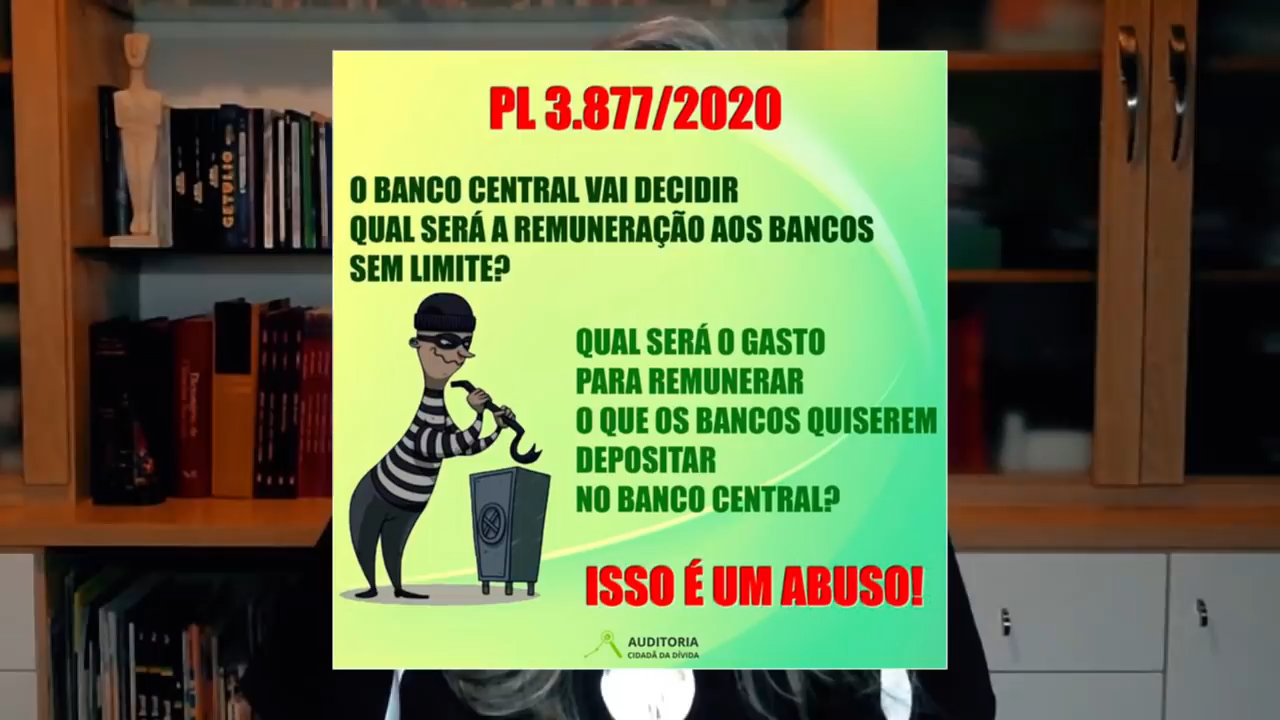 PL 3.877/2020
O BANCO CENTRAL VAI DECIDIR
QUAL SERÁ A REMUNERAÇÃO AOS BANCOS
SEM LIMITE?
QUAL SERÁ O GASTO
PARA REMUNERAR
O QUE OS BANCOS QUISEREM
DEPOSITAR
NO BANCO CENTRAL?
ISSO É UM ABUSO!
AUDITORIA
CIDADÃ DA DÍVIDA
GETÚLIO